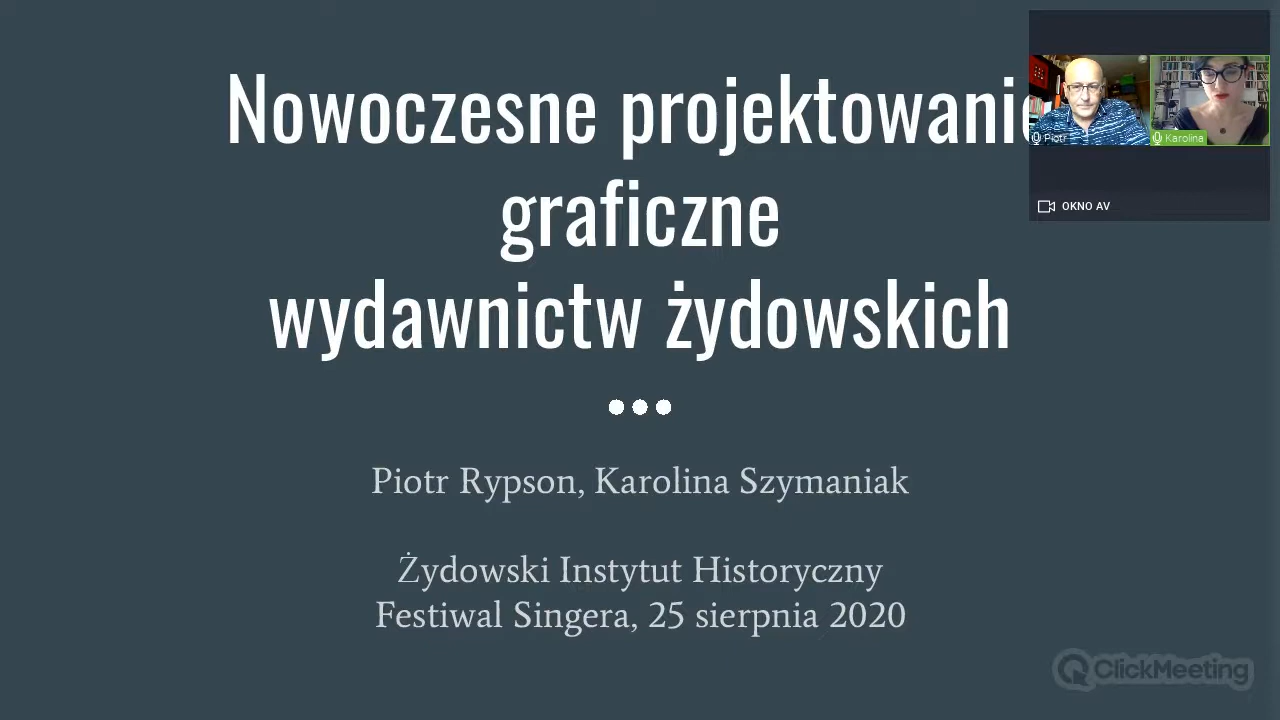 Nowoczesne projektowanie
graficzne
wydawnictw żydowskich
Piotr Rypson, Karolina Szymaniak
Żydowski Instytut Historyczny
Festiwal Singera, 25 sierpnia 2020
Piotr
Karolina
OKNO AV
ClickMeeting